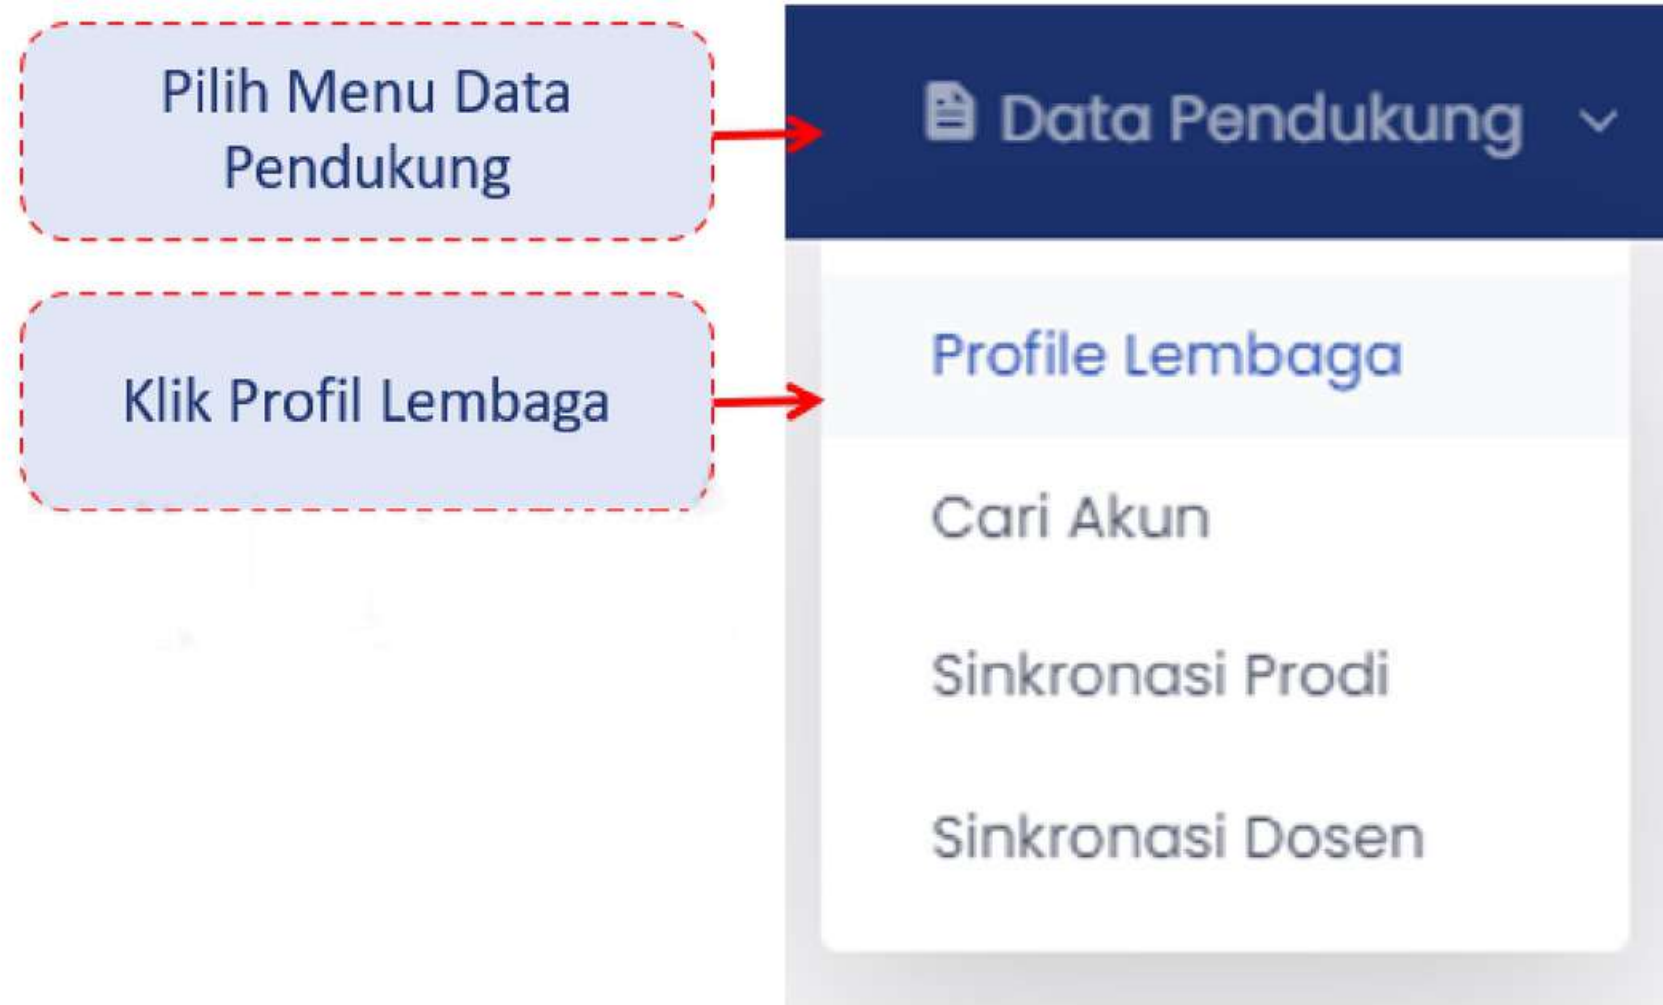 Pilih Menu Data
Pendukung
Klik Profil Lembaga
Data Pendukung
Profile Lembaga
Cari Akun
Sinkronasi Prodi
Sinkronasi Dosen